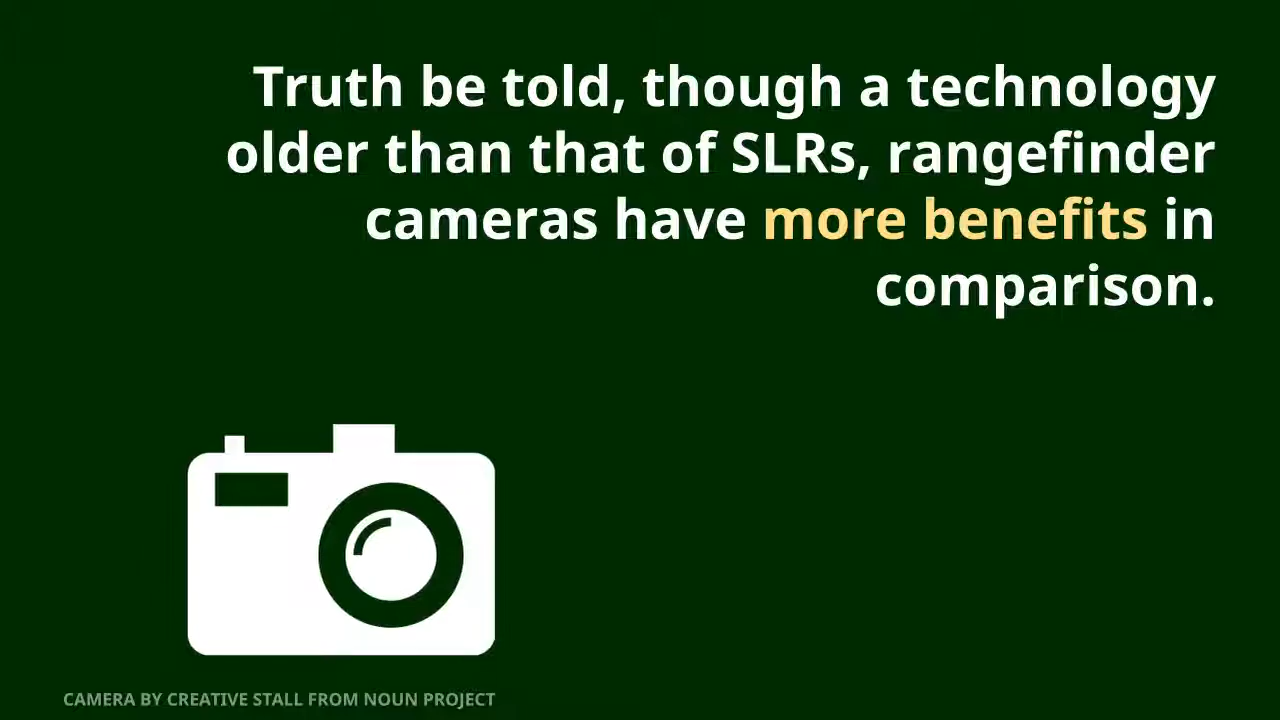 Truth be told, though a technology
older than that of SLRs, rangefinder
cameras have more benefits in
comparison.
CAMERA BY CREATIVE STALL FROM NOUN PROJECT